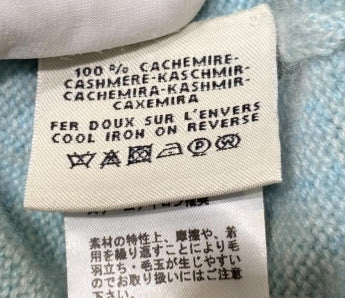 100 % CACHEMIRE-
CASHMERE-KASCHMIR-
CACHEMIRA-KASHMIR-
CAXEMIRA
FER DOUX SUR L'ENVERS
COOL IRON ON REVERSE
素材の特性上、摩擦や、着
用を繰り返すことにより毛
羽立ち・毛玉が生じやすい
のでお取り扱いにはご注意